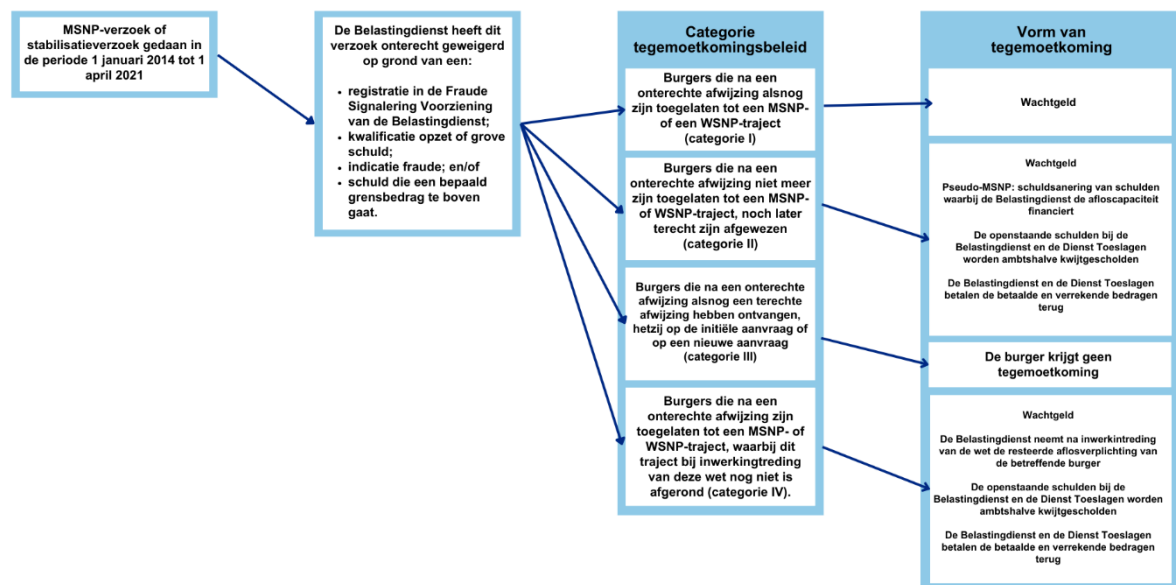 MSNP-verzoek of
stabilisatieverzoek gedaan in
de periode 1 januari 2014 tot 1
april 2021
De Belastingdienst heeft dit
verzoek onterecht geweigerd
op grond van een:
• registratie in de Fraude
Signalering Voorziening
van de Belastingdienst;
• kwalificatie opzet of grove
schuld;
• indicatie fraude; en/of
• schuld die een bepaald
grensbedrag te boven
gaat.
Categorie
tegemoetkomingsbeleid
Burgers die na een
onterechte afwijzing alsnog
zijn toegelaten tot een MSNP-
of een WSNP-traject
(categorie I)
Burgers die na een
onterechte afwijzing niet meer
zijn toegelaten tot een MSNP-
of WSNP-traject, noch later
terecht zijn afgewezen
(categorie II)
Burgers die na een onterechte
afwijzing alsnog een terechte
afwijzing hebben ontvangen,
hetzij op de initiële aanvraag of
op een nieuwe aanvraag
(categorie III)
Burgers die na een
onterechte afwijzing zijn
toegelaten tot een MSNP- of
WSNP-traject, waarbij dit
traject bij inwerkingtreding
van deze wet nog niet is
afgerond (categorie IV).
Vorm van
tegemoetkoming
Wachtgeld
Wachtgeld
Pseudo-MSNP: schuldsanering van schulden
waarbij de Belastingdienst de afloscapaciteit
financiert
De openstaande schulden bij de
Belastingdienst en de Dienst Toeslagen
worden ambtshalve kwijtgescholden
De Belastingdienst en de Dienst Toeslagen
betalen de betaalde en verrekende bedragen
terug
De burger krijgt geen
tegemoetkoming
Wachtgeld
De Belastingdienst neemt na inwerkintreding
van de wet de resteerde aflosverplichting van
de betreffende burger
De openstaande schulden bij de
Belastingdienst en de Dienst Toeslagen worden
ambtshalve kwijtgescholden
De Belastingdienst en de Dienst Toeslagen
betalen de betaalde en verrekende bedragen
terug